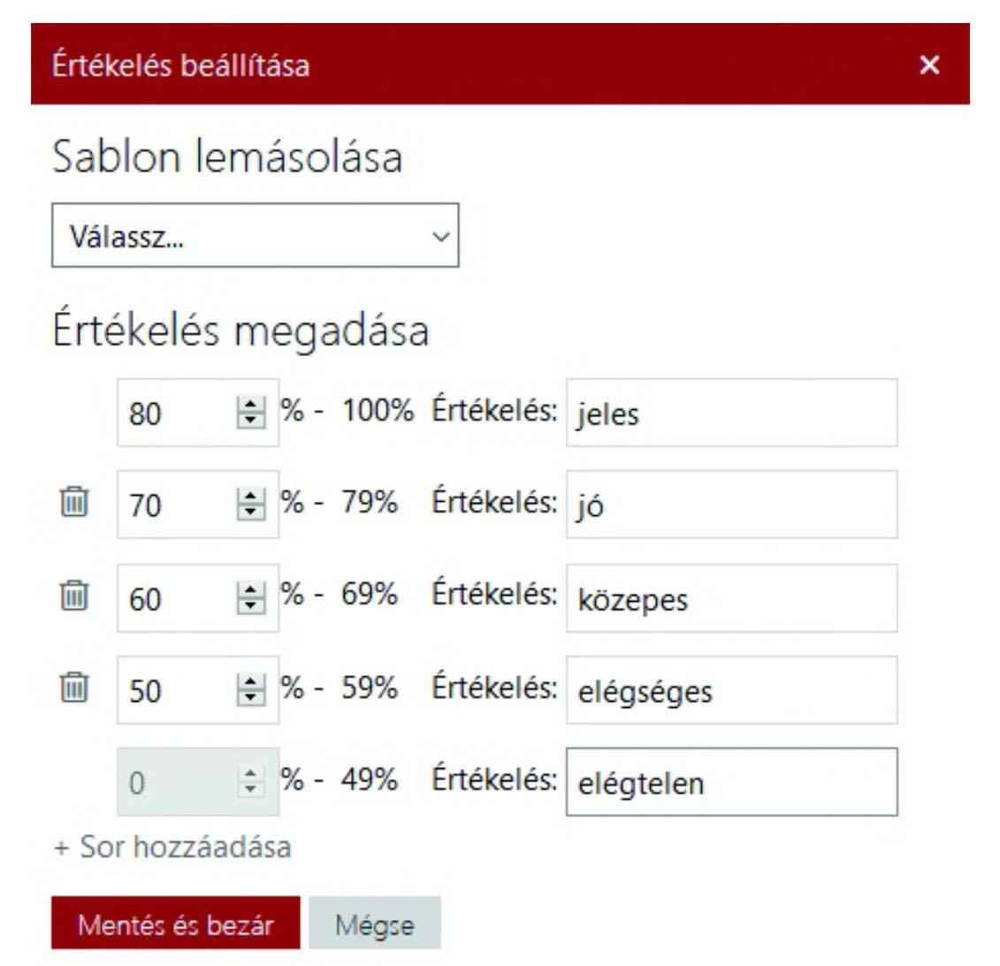 Értékelés beállítása ×
Sablon lemásolása
Válassz...
Értékelés megadása
80 % - 100% Értékelés: jeles
70 % - 79% Értékelés: jó
60 % - 69% Értékelés: közepes
50 % - 59% Értékelés: elégséges
0 % - 49% Értékelés: elégtelen
+ Sor hozzáadása
Mentés és bezár Mégse